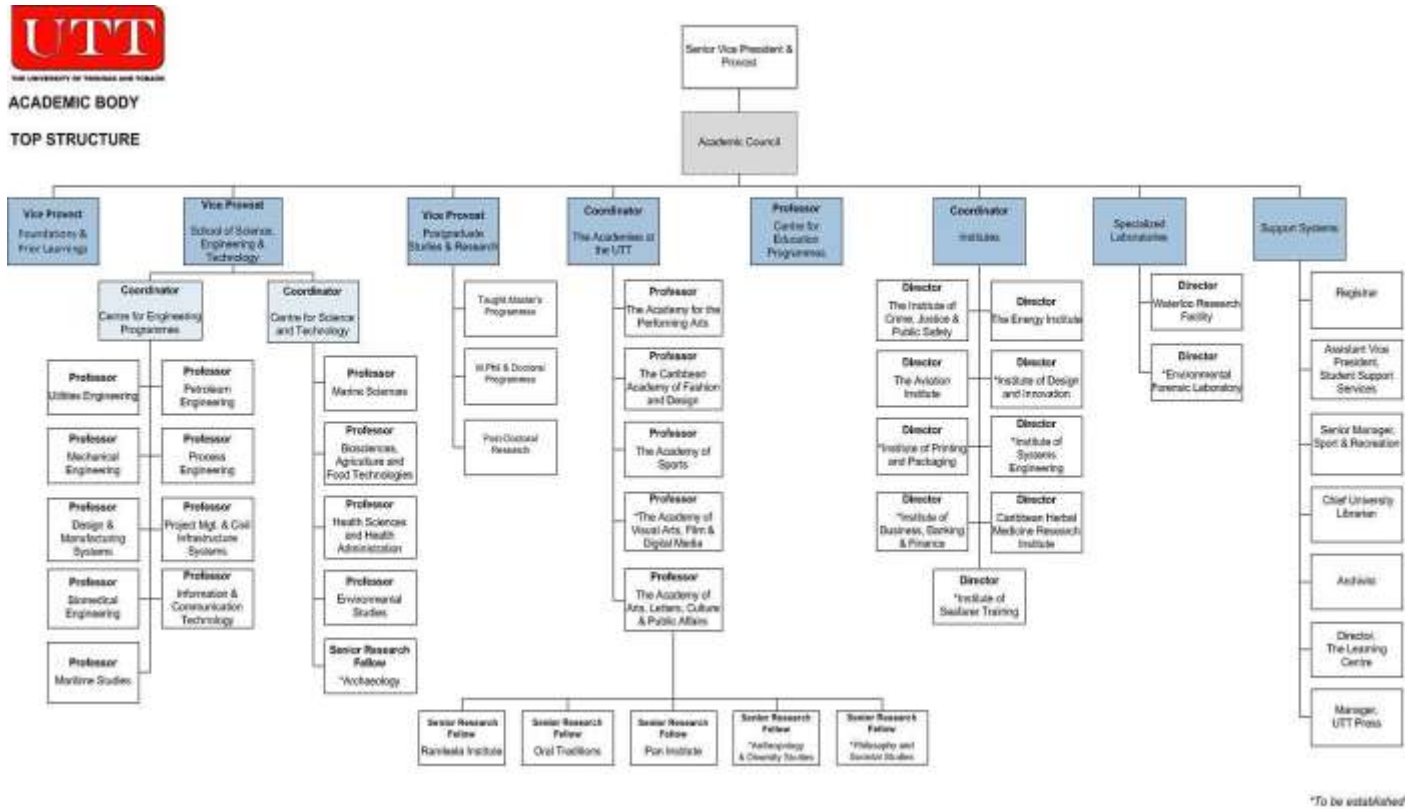 UTT
THE UNIVERSITY OF TRINIDAD AND TOBAGO
ACADEMIC BODY
TOP STRUCTURE
Senior Vice President &
Provost
Academic Council
Vice Provost
Foundations &
Prior Learnings
Vice Provost
School of Science,
Engineering &
Technology
Vice Provost
Postgraduate
Studies & Research
Coordinator
The Academies at
the UTT
Professor
Centre for
Education
Programmes
Coordinator
Institutes
Specialized
Laboratories
Support Systems
Coordinator
Centre for Engineering
Programmes
Coordinator
Centre for Science
and Technology
Professor
Utilities Engineering
Professor
Petroleum
Engineering
Professor
Mechanical
Engineering
Professor
Process
Engineering
Professor
Design &
Manufacturing
Systems
Professor
Project Mgt. & Civil
Infrastructure
Systems
Professor
Biomedical
Engineering
Professor
Information &
Communication
Technology
Professor
Maritime Studies
Professor
Marine Sciences
Professor
Biosciences,
Agriculture and
Food Technologies
Professor
Health Sciences
and Health
Administration
Professor
Environmental
Studies
Senior Research
Fellow
*Archaeology
Taught Master's
Programmes
M.Phil & Doctoral
Programmes
Post-Doctoral
Research
Professor
The Academy for the
Performing Arts
Professor
The Caribbean
Academy of Fashion
and Design
Professor
The Academy of
Sports
Professor
*The Academy of
Visual Arts, Film &
Digital Media
Professor
The Academy of
Arts, Letters, Culture
& Public Affairs
Senior Research
Fellow
Ramleela Institute
Senior Research
Fellow
Oral Traditions
Senior Research
Fellow
Pan Institute
Senior Research
Fellow
*Anthropology
& Diversity Studies
Senior Research
Fellow
*Philosophy and
Societal Studies
Director
The Institute of
Crime, Justice &
Public Safety
Director
The Energy Institute
Director
The Aviation
Institute
Director
*Institute of Design
and Innovation
Director
*Institute of Printing
and Packaging
Director
*Institute of
Systems
Engineering
Director
*Institute of
Business, Banking
& Finance
Director
Caribbean Herbal
Medicine Research
Institute
Director
*Institute of
Seafarer Training
Director
Waterloo Research
Facility
Director
*Environmental
Forensic Laboratory
Registrar
Assistant Vice
President,
Student Support
Services
Senior Manager,
Sport & Recreation
Chief University
Librarian
Archivist
Director,
The Learning
Centre
Manager,
UTT Press
*To be established